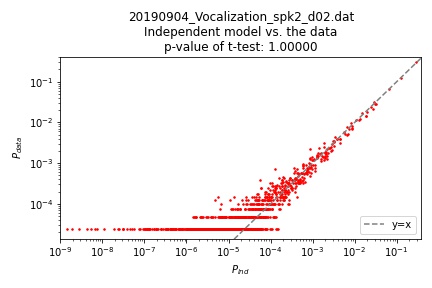 20190904_Vocalization_spk2_d02.dat
Independent model vs. the data
p-value of t-test: 1.00000
10⁻¹
10⁻²
10⁻³
10⁻⁴
P_data
y=x
10⁻⁹ 10⁻⁸ 10⁻⁷ 10⁻⁶ 10⁻⁵ 10⁻⁴ 10⁻³ 10⁻² 10⁻¹
P_ind